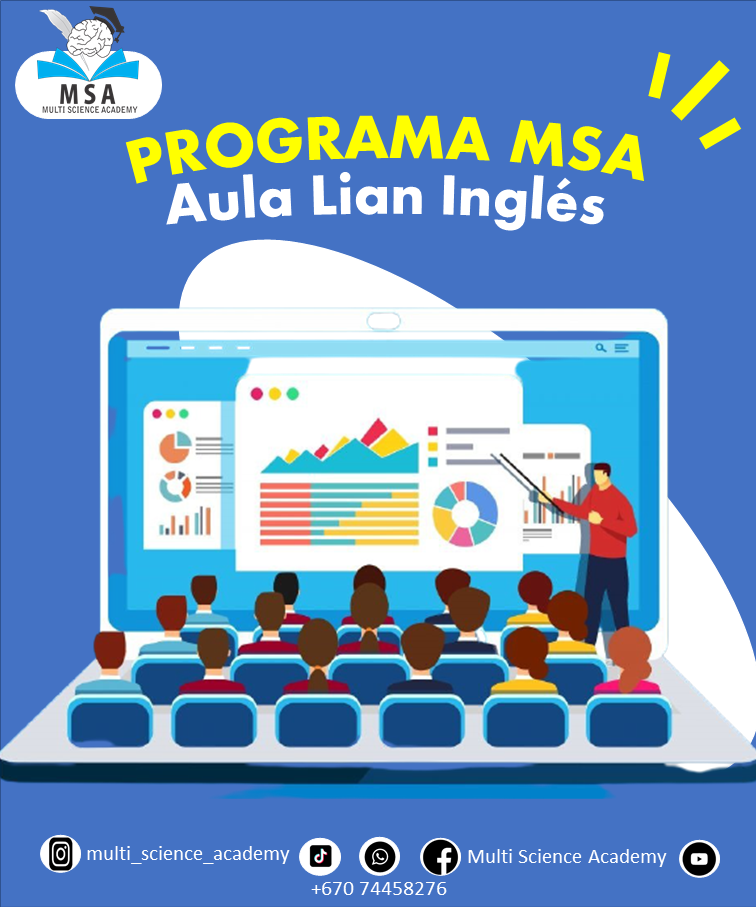 MSA
MULTI SCIENCE ACADEMY
PROGRAMA MSA
Aula Lian Inglés
multi_science_academy
Multi Science Academy
+670 74458276